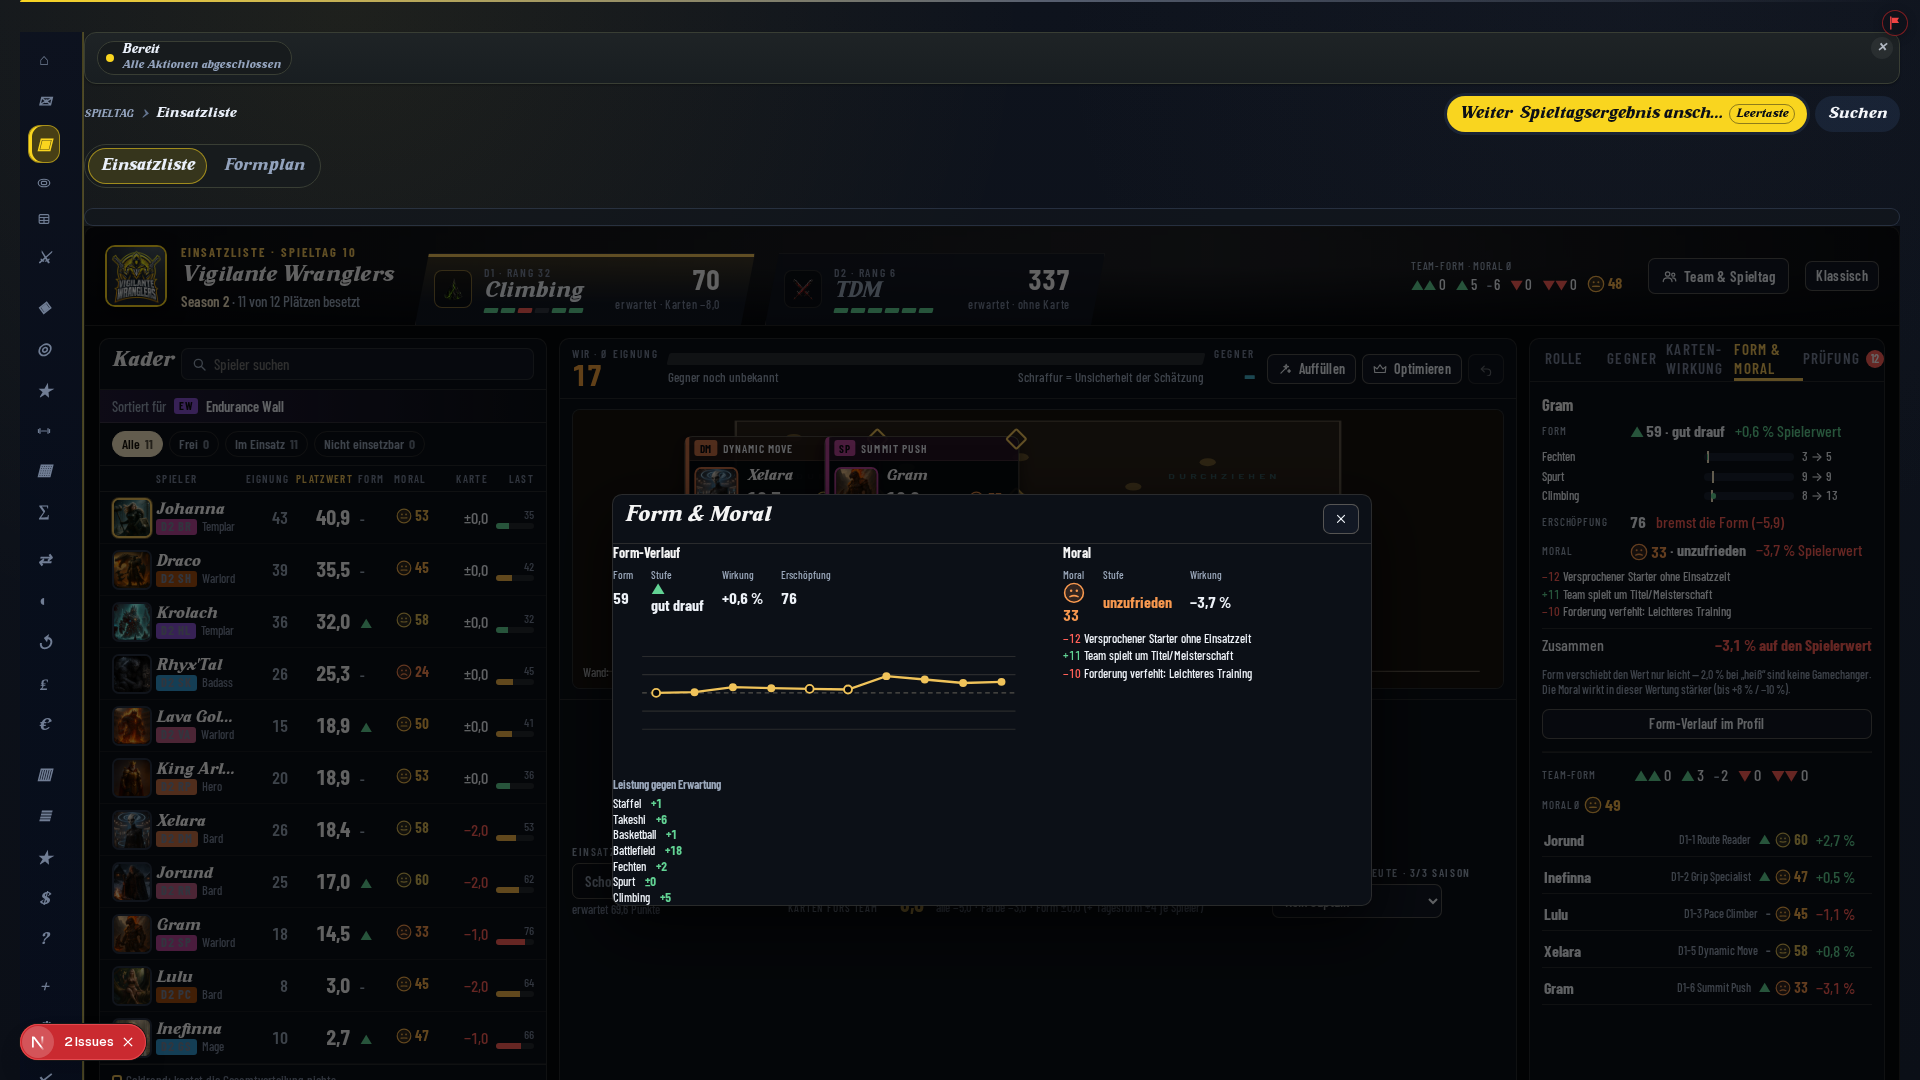 Bereit
Alle Aktionen abgeschlossen
SPIELTAG > Einsatzliste
Weiter Spieltagsergebnis ansch... Leertaste
Suchen
Einsatzliste Formplan
EINSATZLISTE · SPIELTAG 10
Vigilante Wranglers
Season 2 · 11 von 12 Plätzen besetzt
D1 · RANG 32
Climbing
70
erwartet · Karten −8,0
D2 · RANG 6
TDM
337
erwartet · ohne Karte
TEAM-FORM · MORAL Ø
▲▲0 ▲5 -6 ▼0 ▼▼0 48
Team & Spieltag
Klassisch
Kader
Spieler suchen
Sortiert für EW Endurance Wall
Alle 11 Frei 0 Im Einsatz 11 Nicht einsetzbar 0
SPIELER EIGNUNG PLATZWERT FORM MORAL KARTE LAST
Johanna Templar 43 40,9 - 53 ±0,0 35
Draco Warlord 39 35,5 - 45 ±0,0 42
Krolach Templar 36 32,0 ▲ 58 ±0,0 32
Rhyx'Tal Badass 26 25,3 - 24 ±0,0 45
Lava Gol... Warlord 15 18,9 ▲ 50 ±0,0 41
King Arl... Hero 20 18,9 - 53 ±0,0 36
Xelara Bard 26 18,4 - 58 −2,0 53
Jorund Bard 25 17,0 ▲ 60 −2,0 62
Gram Warlord 18 14,5 ▲ 33 −1,0 76
Lulu Bard 8 3,0 - 45 −2,0 64
Inefinna Mage 10 2,7 ▲ 47 −1,0 66
WIR · Ø EIGNUNG
17
GEGNER
Gegner noch unbekannt
Schraffur = Unsicherheit der Schätzung
Auffüllen
Optimieren
DM DYNAMIC MOVE
Xelara
SP SUMMIT PUSH
Gram
DURCHZIEHEN
Wand:
Form & Moral
Form-Verlauf
Form Stufe Wirkung Erschöpfung
59 ▲ gut drauf +0,6 % 76
Leistung gegen Erwartung
Staffel +1
Takeshi +6
Basketball +1
Battlefield +18
Fechten +2
Spurt ±0
Climbing +5
Moral
Moral Stufe Wirkung
33 unzufrieden −3,7 %
−12 Versprochener Starter ohne Einsatzzeit
+11 Team spielt um Titel/Meisterschaft
−10 Forderung verfehlt: Leichteres Training
erwartet 69,6 Punkte
ROLLE GEGNER KARTEN-WIRKUNG FORM & MORAL PRÜFUNG 12
Gram
FORM ▲ 59 · gut drauf +0,6 % Spielerwert
Fechten 3 → 5
Spurt 9 → 9
Climbing 8 → 13
ERSCHÖPFUNG 76 bremst die Form (−5,9)
MORAL 33 · unzufrieden −3,7 % Spielerwert
−12 Versprochener Starter ohne Einsatzzeit
+11 Team spielt um Titel/Meisterschaft
−10 Forderung verfehlt: Leichteres Training
Zusammen −3,1 % auf den Spielerwert
Form verschiebt den Wert nur leicht — 2,0 % bei „heiß" sind keine Gamechanger.
Die Moral wirkt in dieser Wertung stärker (bis +8 % / −10 %).
Form-Verlauf im Profil
TEAM-FORM ▲▲0 ▲3 -2 ▼0 ▼▼0
MORAL Ø 49
Jorund D1-1 Route Reader ▲ 60 +2,7 %
Inefinna D1-2 Grip Specialist ▲ 47 +0,5 %
Lulu D1-3 Pace Climber - 45 −1,1 %
Xelara D1-5 Dynamic Move - 58 +0,8 %
Gram D1-6 Summit Push ▲ 33 −3,1 %
2 Issues